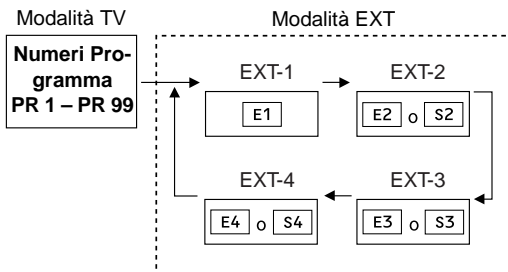 Modalità TV
Modalità EXT
Numeri Pro-
gramma
PR 1 – PR 99
EXT-1
E1
EXT-2
E2 o S2
EXT-4
E4 o S4
EXT-3
E3 o S3